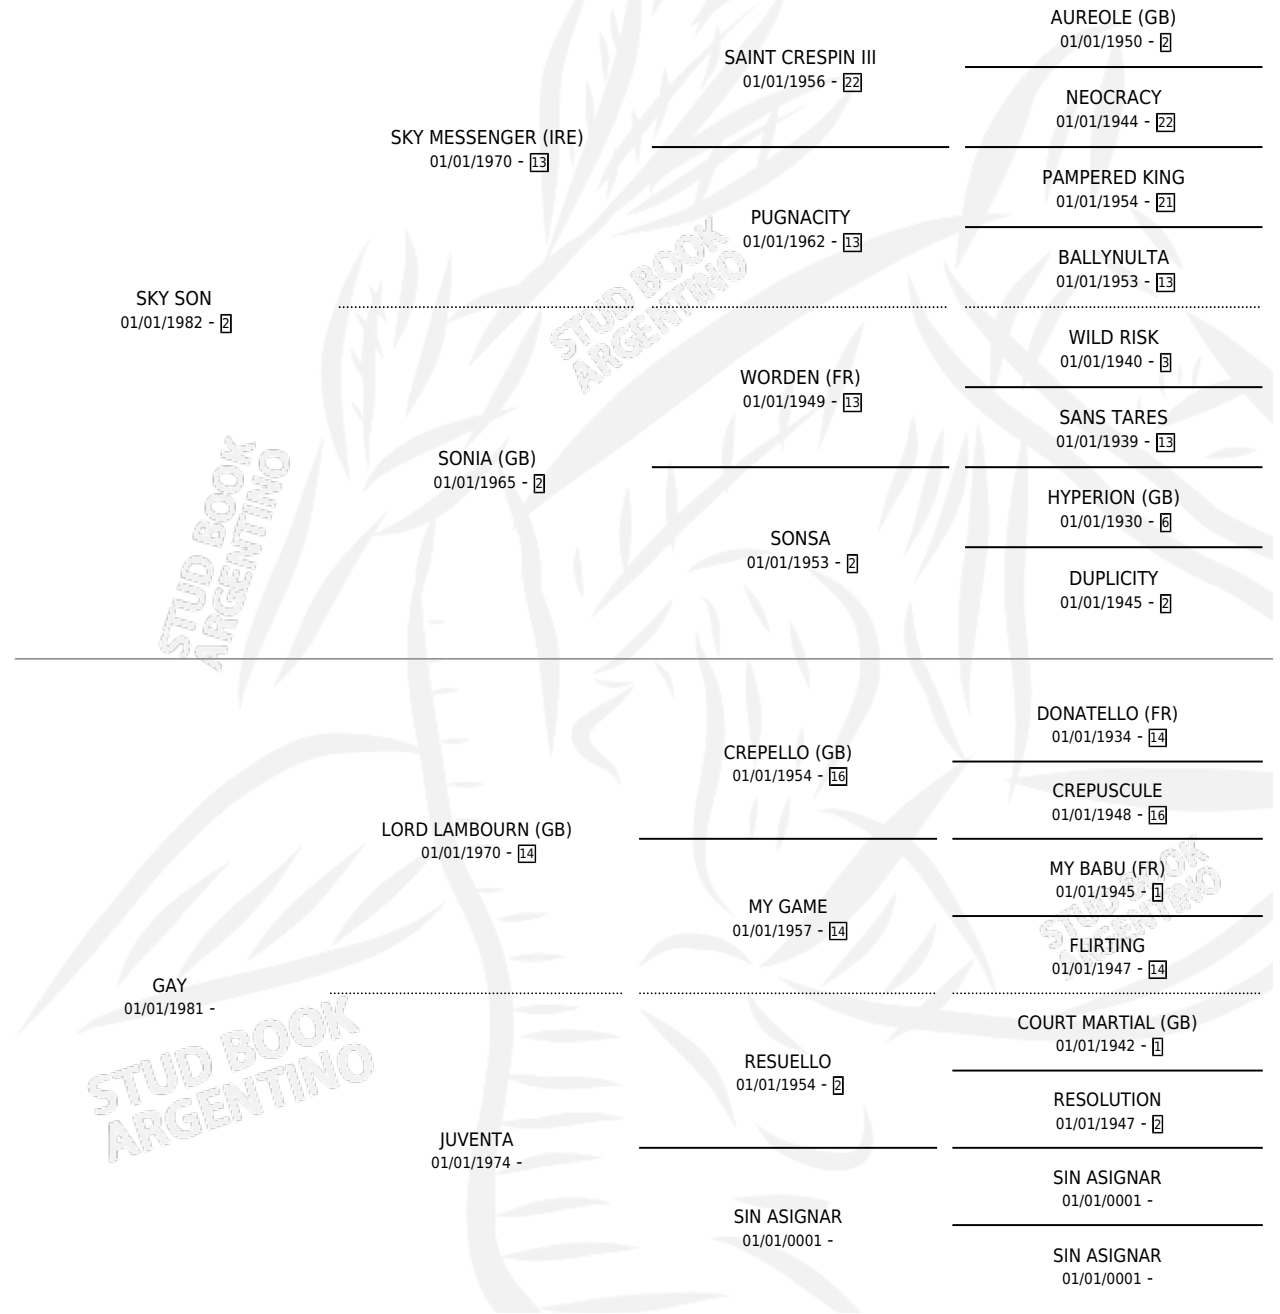 AUREOLE (GB)
01/01/1950 - 2
SAINT CRESPIN III
01/01/1956 - 22
NEOCRACY
01/01/1944 - 22
SKY MESSENGER (IRE)
01/01/1970 - 13
PAMPERED KING
01/01/1954 - 21
PUGNACITY
01/01/1962 - 13
BALLYNULTA
01/01/1953 - 13
SKY SON
01/01/1982 - 2
WILD RISK
01/01/1940 - 3
WORDEN (FR)
01/01/1949 - 13
SANS TARES
01/01/1939 - 13
SONIA (GB)
01/01/1965 - 2
HYPERION (GB)
01/01/1930 - 6
SONSA
01/01/1953 - 2
DUPLICITY
01/01/1945 - 2
DONATELLO (FR)
01/01/1934 - 14
CREPELLO (GB)
01/01/1954 - 16
CREPUSCULE
01/01/1948 - 16
LORD LAMBOURN (GB)
01/01/1970 - 14
MY BABU (FR)
01/01/1945 - 1
MY GAME
01/01/1957 - 14
FLIRTING
01/01/1947 - 14
GAY
01/01/1981 -
COURT MARTIAL (GB)
01/01/1942 - 1
RESUELLO
01/01/1954 - 2
RESOLUTION
01/01/1947 - 2
JUVENTA
01/01/1974 -
SIN ASIGNAR
01/01/0001 -
SIN ASIGNAR
01/01/0001 -
SIN ASIGNAR
01/01/0001 -
STUD BOOK
ARGENTINO
STUD BOOK
ARGENTINO
STUD BOOK
ARGENTINO
STUD BOOK
ARGENTINO